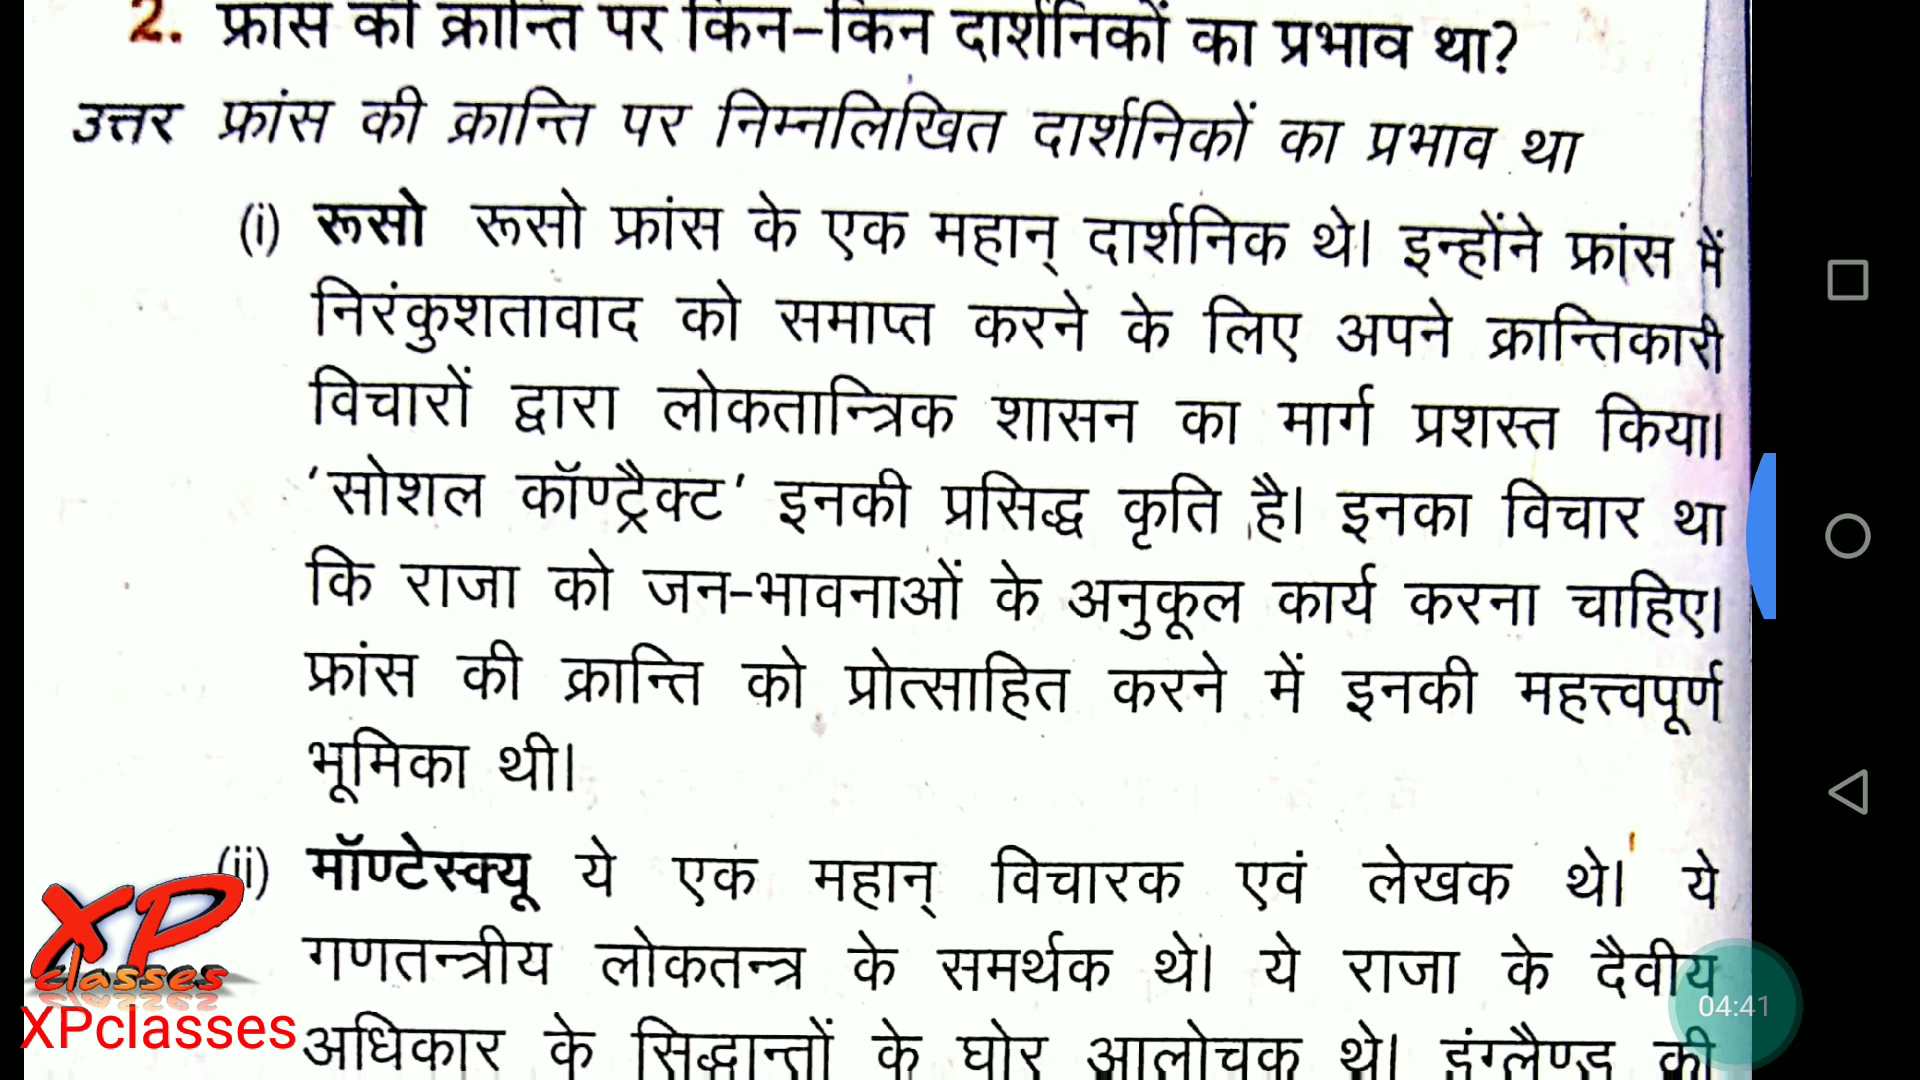 2. फ्रांस की क्रान्ति पर किन-किन दार्शनिकों का प्रभाव था?
उत्तर फ्रांस की क्रान्ति पर निम्नलिखित दार्शनिकों का प्रभाव था
(i) रूसो रूसो फ्रांस के एक महान् दार्शनिक थे। इन्होंने फ्रांस में
निरंकुशतावाद को समाप्त करने के लिए अपने क्रान्तिकारी
विचारों द्वारा लोकतान्त्रिक शासन का मार्ग प्रशस्त किया।
'सोशल कॉण्ट्रैक्ट' इनकी प्रसिद्ध कृति है। इनका विचार था
कि राजा को जन-भावनाओं के अनुकूल कार्य करना चाहिए।
फ्रांस की क्रान्ति को प्रोत्साहित करने में इनकी महत्त्वपूर्ण
भूमिका थी।
(ii) मॉण्टेस्क्यू ये एक महान् विचारक एवं लेखक थे। ये
गणतन्त्रीय लोकतन्त्र के समर्थक थे। ये राजा के दैवीय
अधिकार के सिद्धान्तों के घोर आलोचक थे। इंग्लैण्ड की
XP
classes
XPclasses
04:41